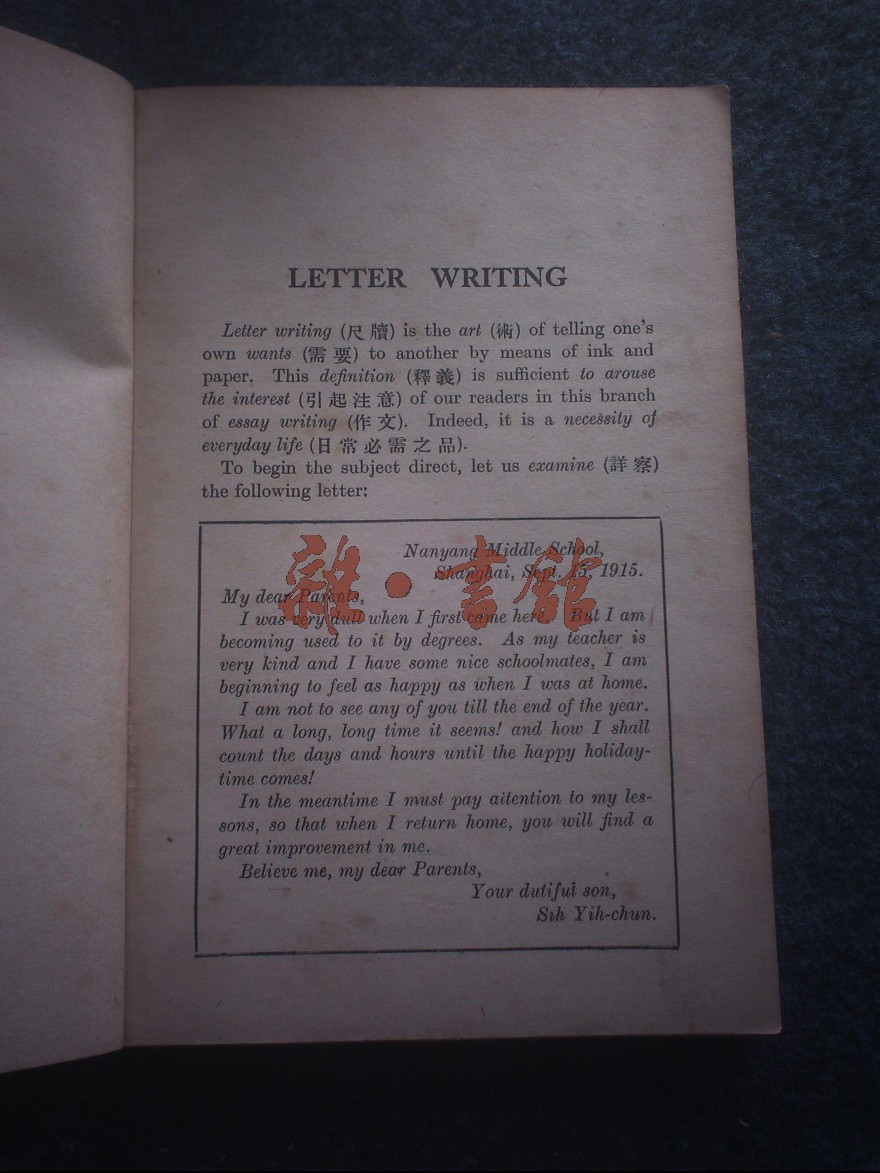 LETTER WRITING
Letter writing (尺牘) is the art (術) of telling one's
own wants (需要) to another by means of ink and
paper. This definition (釋義) is sufficient to arouse
the interest (引起注意) of our readers in this branch
of essay writing (作文). Indeed, it is a necessity of
everyday life (日常必需之品).
To begin the subject direct, let us examine (詳察)
the following letter:
Nanyang Middle School,
Shanghai, Sept. 15, 1915.
My dear Parents,
I was very dull when I first came here. But I am
becoming used to it by degrees. As my teacher is
very kind and I have some nice schoolmates, I am
beginning to feel as happy as when I was at home.
I am not to see any of you till the end of the year.
What a long, long time it seems! and how I shall
count the days and hours until the happy holiday-
time comes!
In the meantime I must pay attention to my les-
sons, so that when I return home, you will find a
great improvement in me.
Believe me, my dear Parents,
Your dutiful son,
Sih Yih-chun.
雜·書館